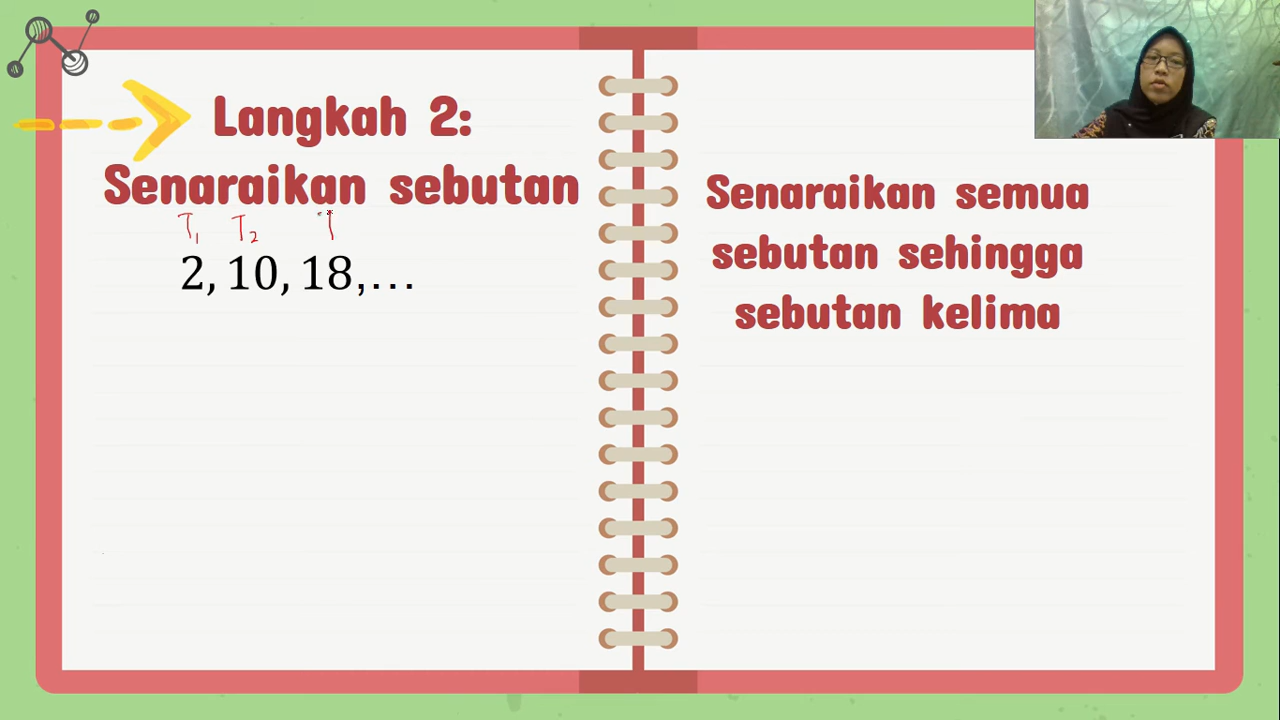 Langkah 2:
Senaraikan sebutan
T₁ T₂ T
2, 10, 18,...
Senaraikan semua
sebutan sehingga
sebutan kelima